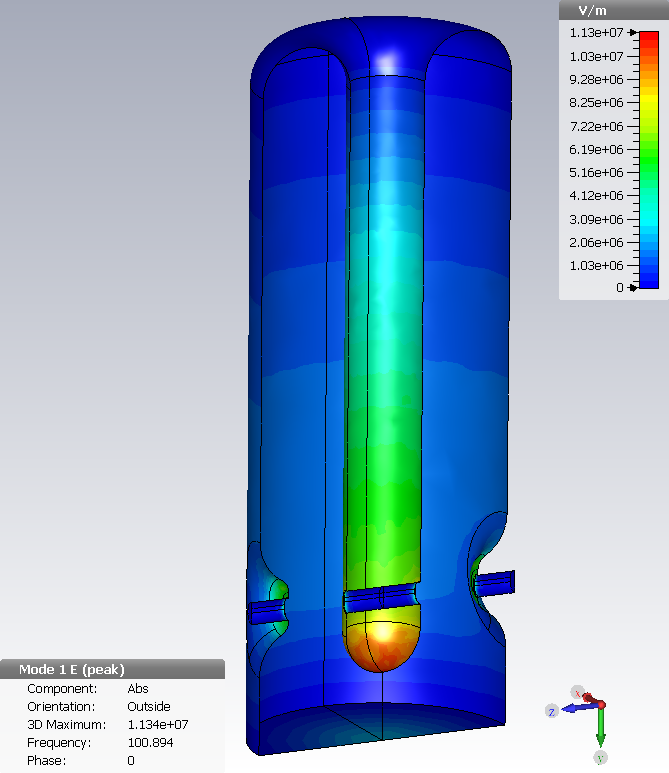 V/m
1.13e+07
1.03e+07
9.28e+06
8.25e+06
7.22e+06
6.19e+06
5.16e+06
4.12e+06
3.09e+06
2.06e+06
1.03e+06
0
Mode 1 E (peak)
Component: Abs
Orientation: Outside
3D Maximum: 1.134e+07
Frequency: 100.894
Phase: 0
x
z
y